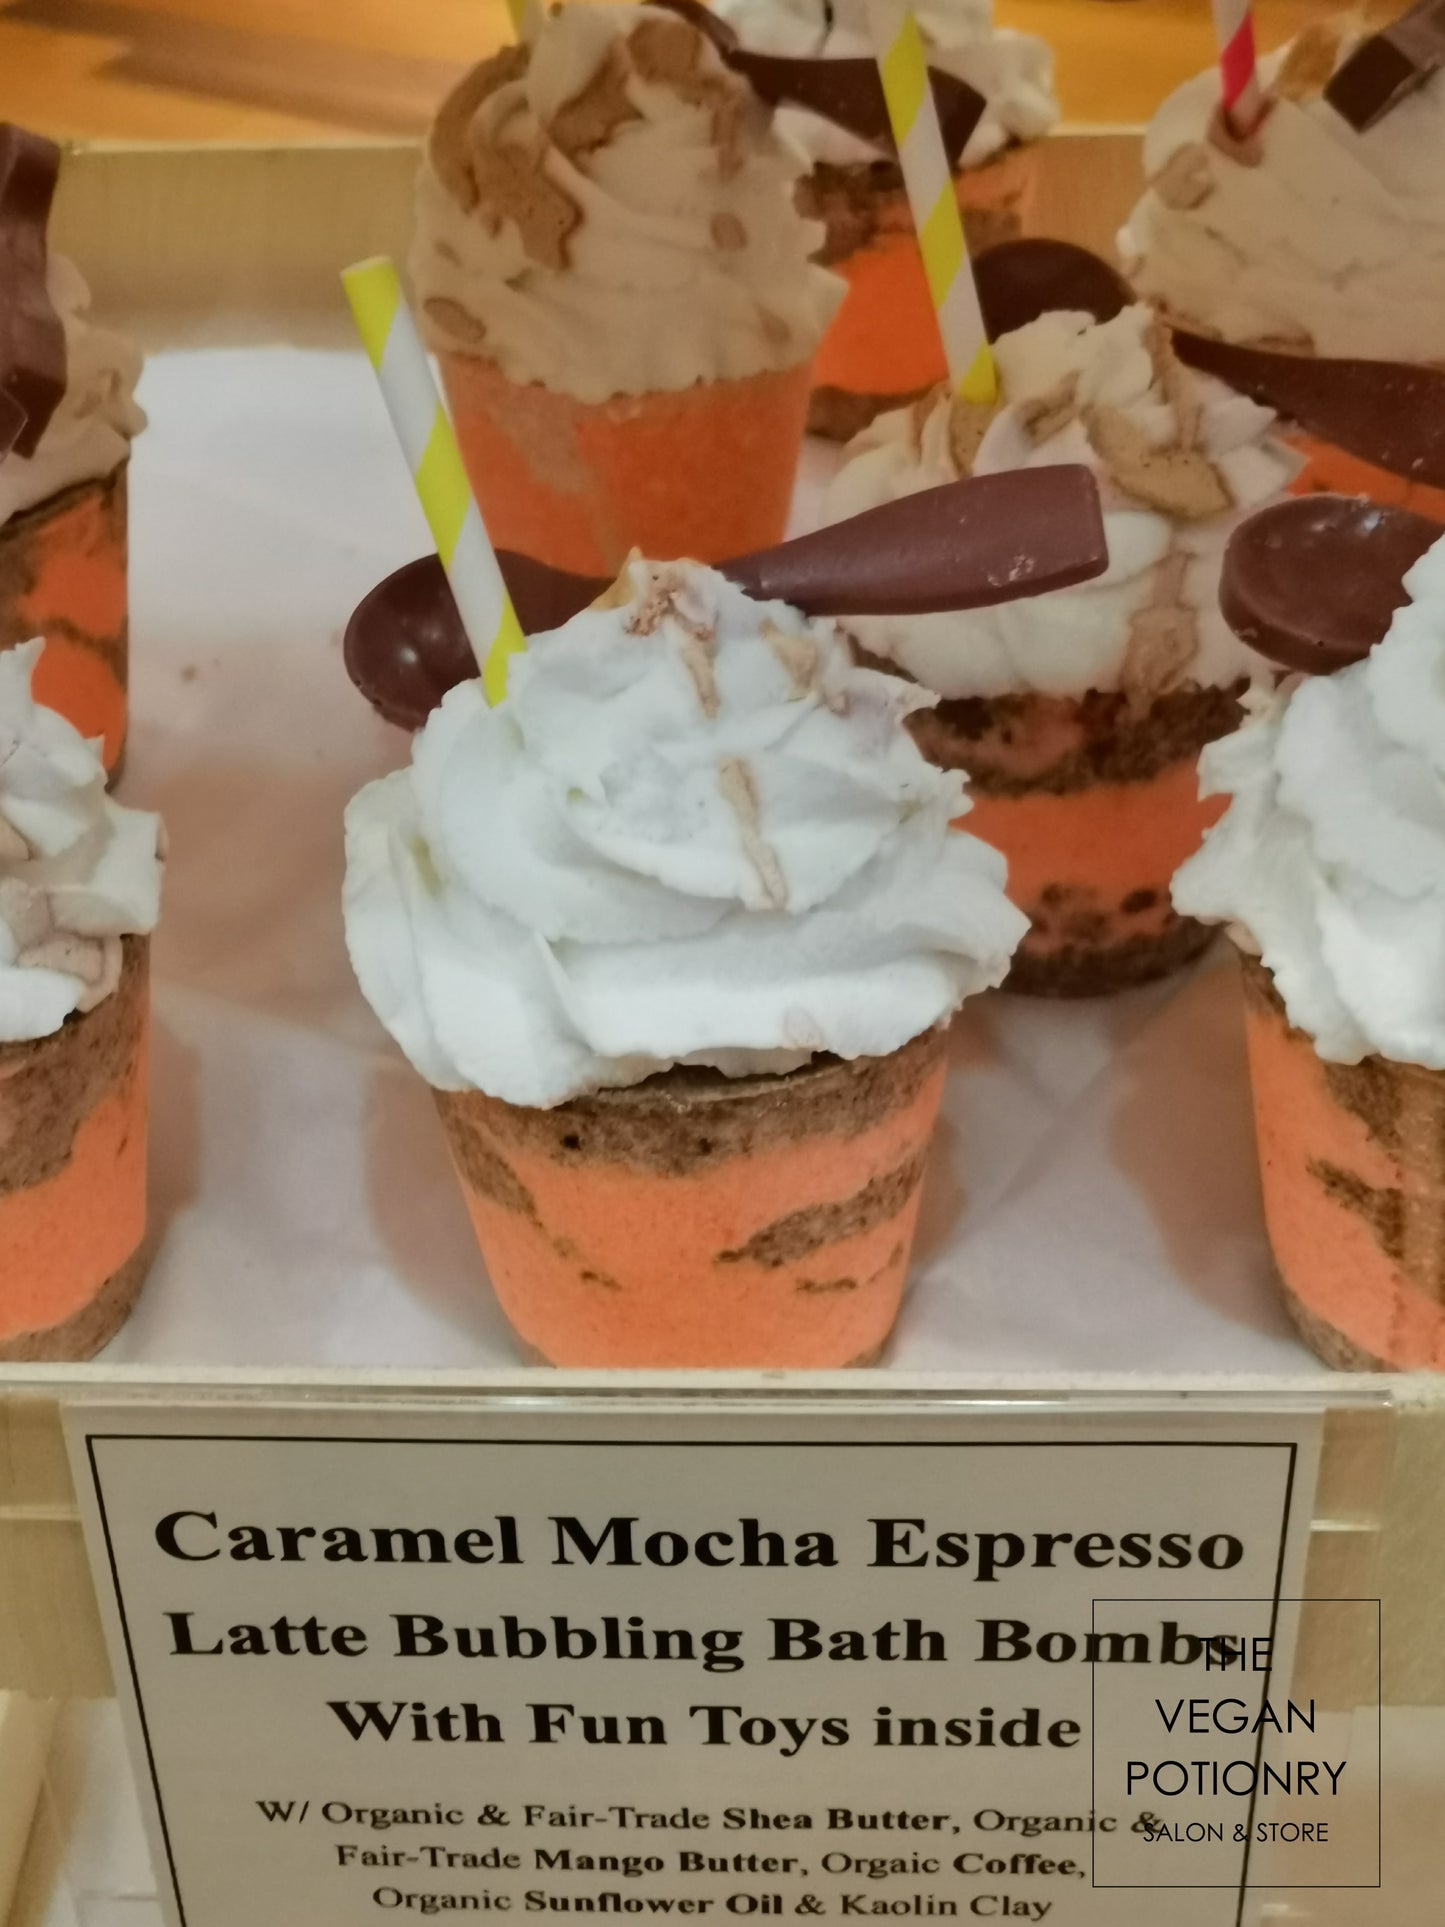 Caramel Mocha Espresso
Latte Bubbling Bath Bombs
With Fun Toys inside
W/ Organic & Fair-Trade Shea Butter, Organic &
Fair-Trade Mango Butter, Orgaic Coffee,
Organic Sunflower Oil & Kaolin Clay
THE
VEGAN
POTIONRY
SALON & STORE